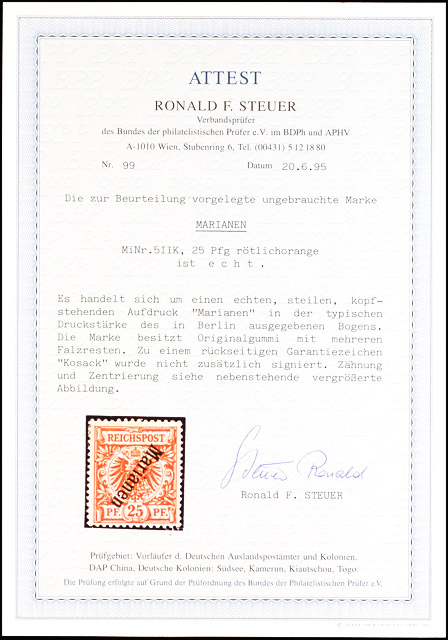 ATTEST
RONALD F. STEUER
Verbandsprüfer
des Bundes der philatelistischen Prüfer e.V. im BDPh und APHV
A-1010 Wien, Stubenring 6, Tel. (00431) 5 12 18 80
Nr. 99 Datum 20.6.95
Die zur Beurteilung vorgelegte ungebrauchte Marke
MARIANEN
MiNr.5IIK, 25 Pfg rötlichorange
ist e c h t .
Es handelt sich um einen echten, steilen, kopf-
stehenden Aufdruck "Marianen" in der typischen
Druckstärke des in Berlin ausgegebenen Bogens.
Die Marke besitzt Originalgummi mit mehreren
Falzresten. Zu einem rückseitigen Garantiezeichen
"Kosack" wurde nicht zusätzlich signiert. Zähnung
und Zentrierung siehe nebenstehende vergrößerte
Abbildung.
REICHSPOST
Marianen
PF. 25 PF.
Steuer Ronald
Ronald F. STEUER
Prüfgebiet: Vorläufer d. Deutschen Auslandspostämter und Kolonien.
DAP China, Deutsche Kolonien: Südsee, Kamerun, Kiautschou, Togo.
Die Prüfung erfolgte auf Grund der Prüfordnung des Bundes der Philatelistischen Prüfer e.V.